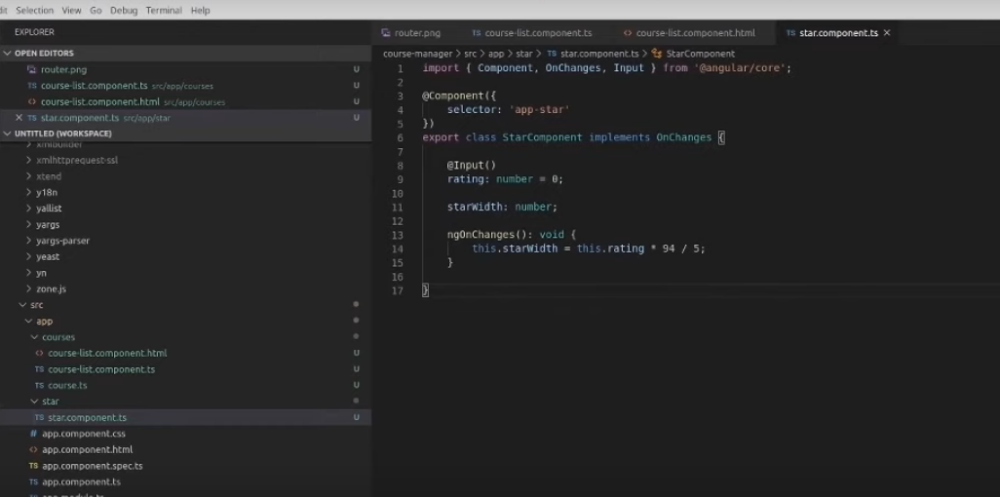 Selection View Go Debug Terminal Help
EXPLORER
OPEN EDITORS
router.png U
TS course-list.component.ts src/app/courses U
<> course-list.component.html src/app/courses U
× TS star.component.ts src/app/star U
UNTITLED (WORKSPACE)
xmlbuilder
xmlhttprequest-ssl
xtend
y18n
yallist
yargs
yargs-parser
yeast
yn
zone.js
src
app
courses
<> course-list.component.html U
TS course-list.component.ts U
TS course.ts U
star
TS star.component.ts U
# app.component.css
<> app.component.html
TS app.component.spec.ts
TS app.component.ts
router.png TS course-list.component.ts <> course-list.component.html TS star.component.ts ×
course-manager > src > app > star > TS star.component.ts > StarComponent
1 import { Component, OnChanges, Input } from '@angular/core';
2
3 @Component({
4 selector: 'app-star'
5 })
6 export class StarComponent implements OnChanges {
7
8 @Input()
9 rating: number = 0;
10
11 starWidth: number;
12
13 ngOnChanges(): void {
14 this.starWidth = this.rating * 94 / 5;
15 }
16
17 }